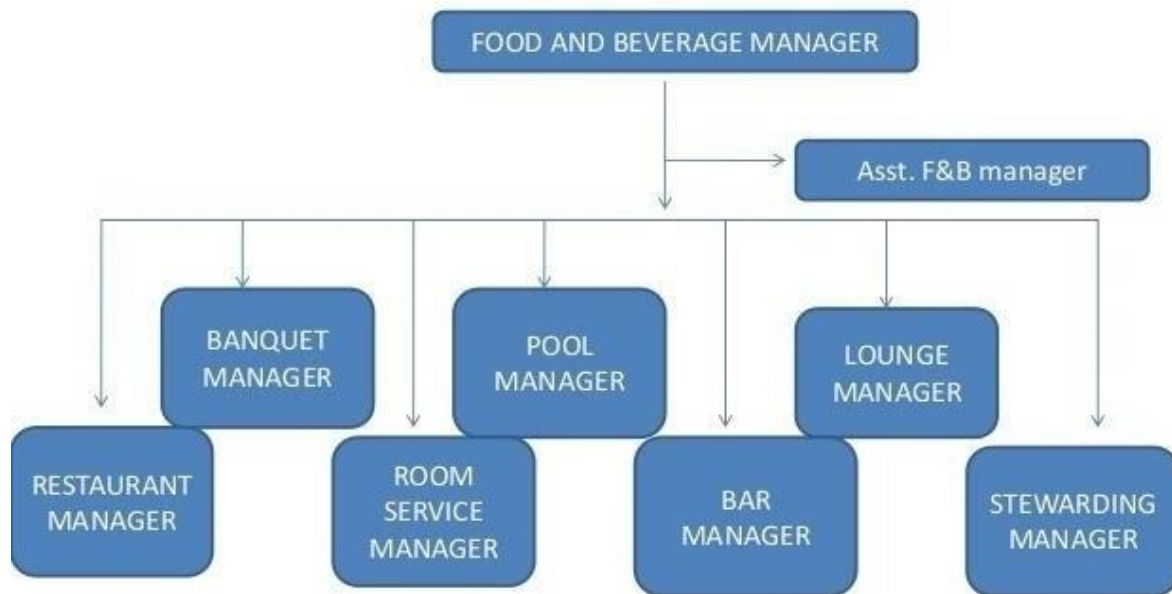 FOOD AND BEVERAGE MANAGER
Asst. F&B manager
BANQUET
MANAGER
POOL
MANAGER
LOUNGE
MANAGER
RESTAURANT
MANAGER
ROOM
SERVICE
MANAGER
BAR
MANAGER
STEWARDING
MANAGER